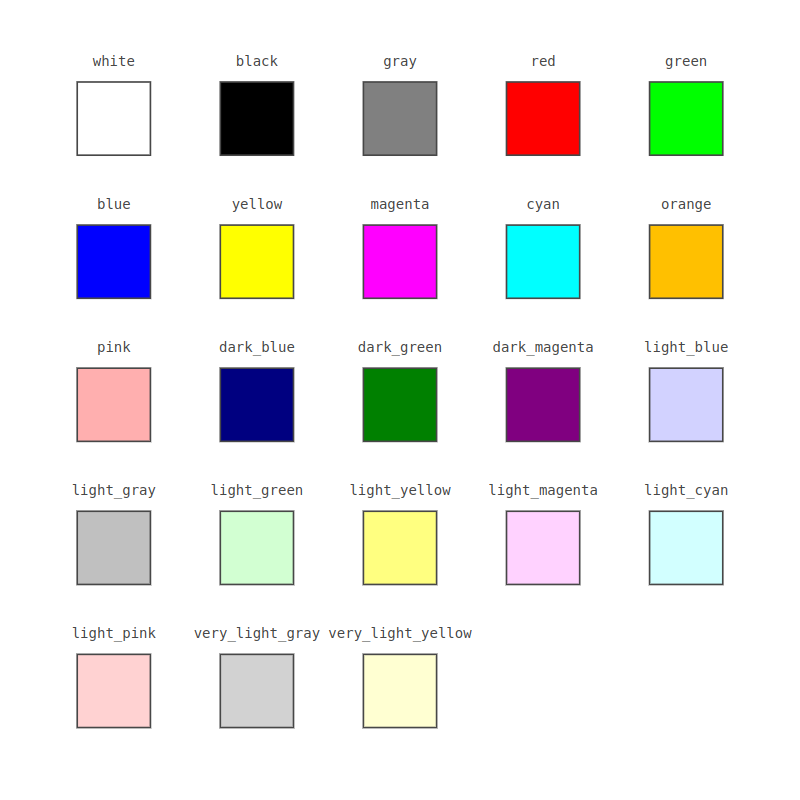 white black gray red green
blue yellow magenta cyan orange
pink dark_blue dark_green dark_magenta light_blue
light_gray light_green light_yellow light_magenta light_cyan
light_pink very_light_gray very_light_yellow